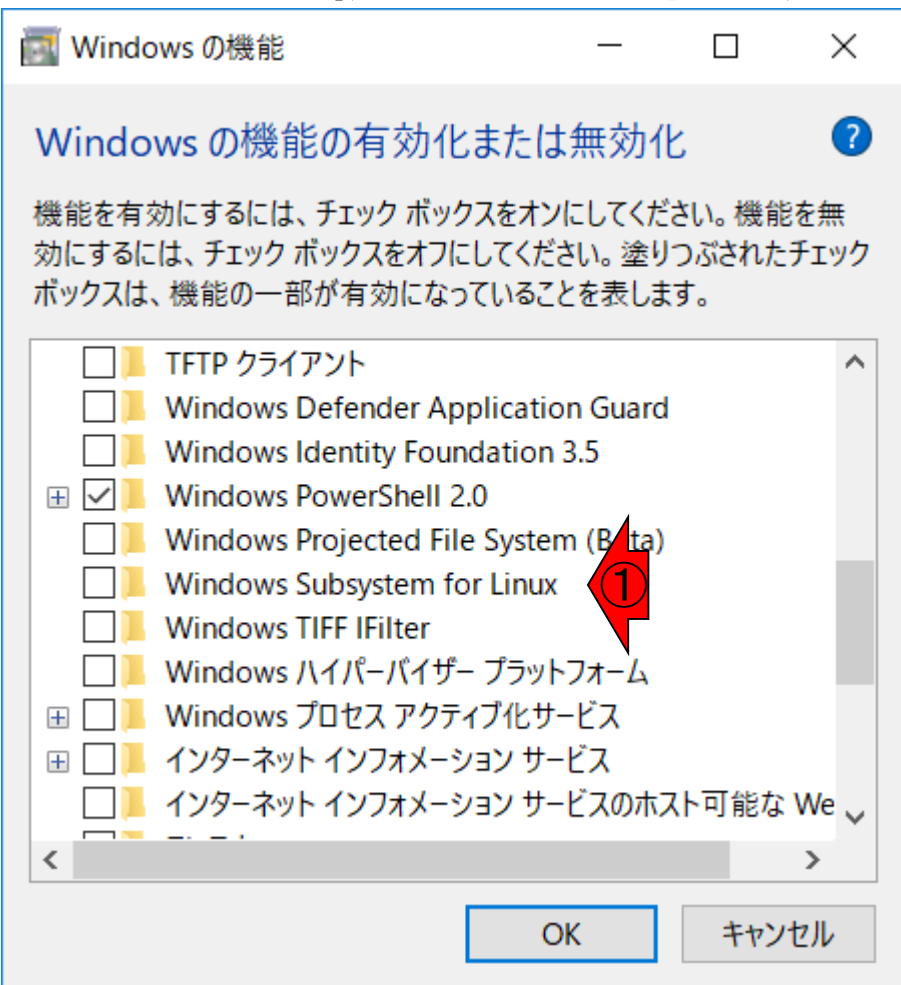 Windows の機能
Windows の機能の有効化または無効化
機能を有効にするには、チェック ボックスをオンにしてください。機能を無
効にするには、チェック ボックスをオフにしてください。塗りつぶされたチェック
ボックスは、機能の一部が有効になっていることを表します。
TFTP クライアント
Windows Defender Application Guard
Windows Identity Foundation 3.5
Windows PowerShell 2.0
Windows Projected File System (Beta)
Windows Subsystem for Linux
①
Windows TIFF IFilter
Windows ハイパーバイザー プラットフォーム
Windows プロセス アクティブ化サービス
インターネット インフォメーション サービス
インターネット インフォメーション サービスのホスト可能な We
OK
キャンセル